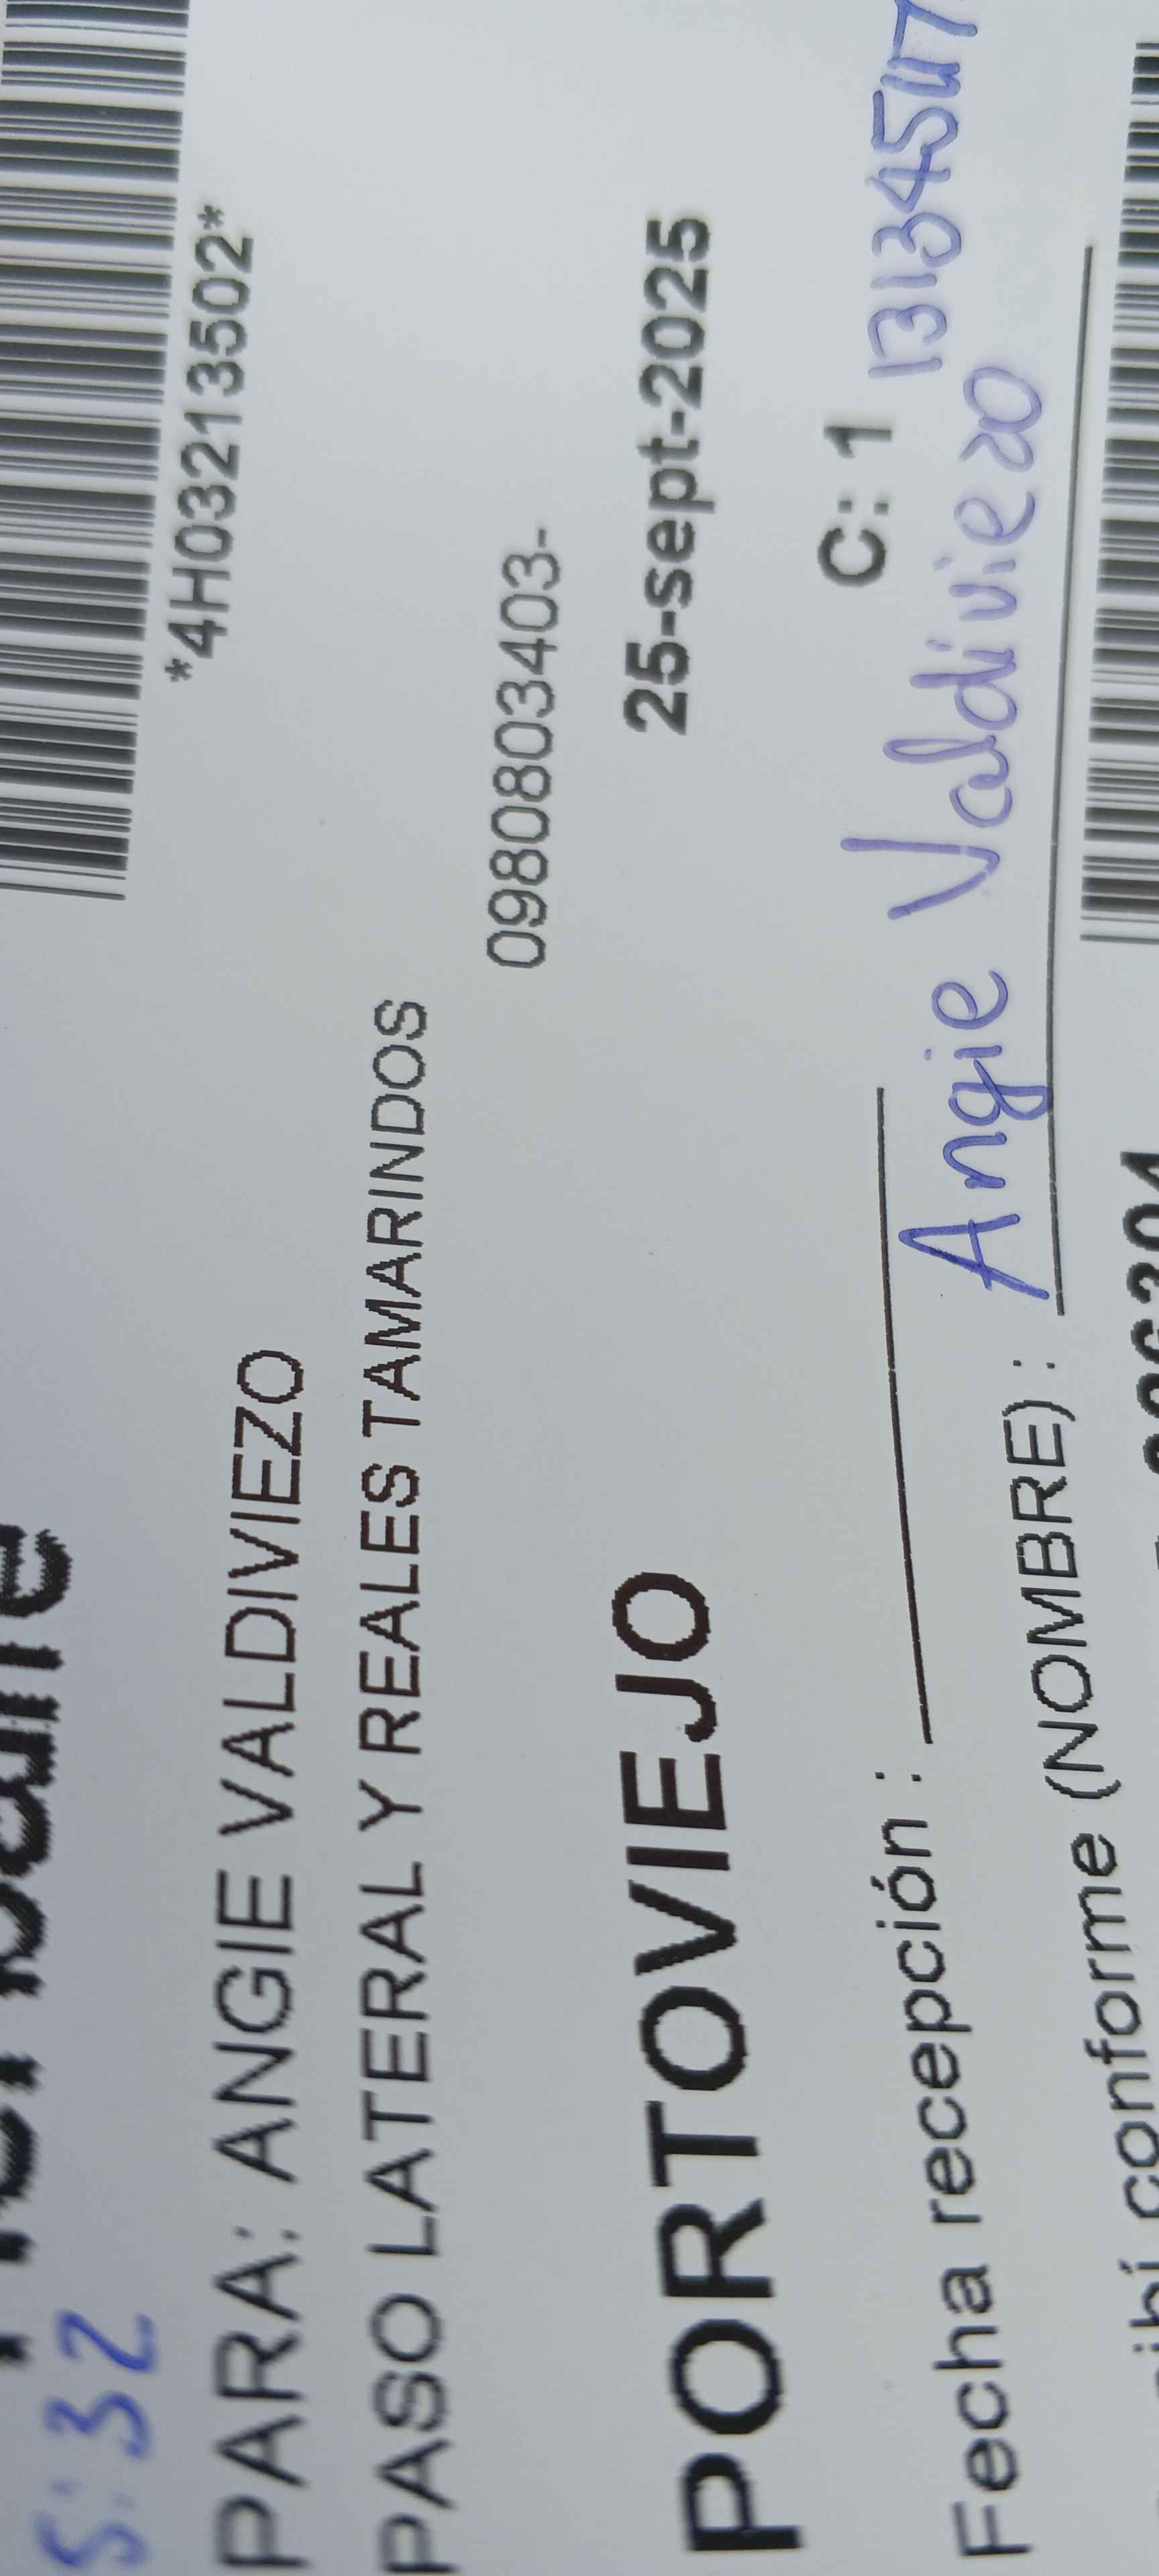 5:32
*4H03213502*
PARA: ANGIE VALDIVIEZO
PASO LATERAL Y REALES TAMARINDOS
0980803403-
PORTOVIEJO 25-sept-2025
C: 1
Fecha recepción :
conforme (NOMBRE) : Angie Valdiviezo